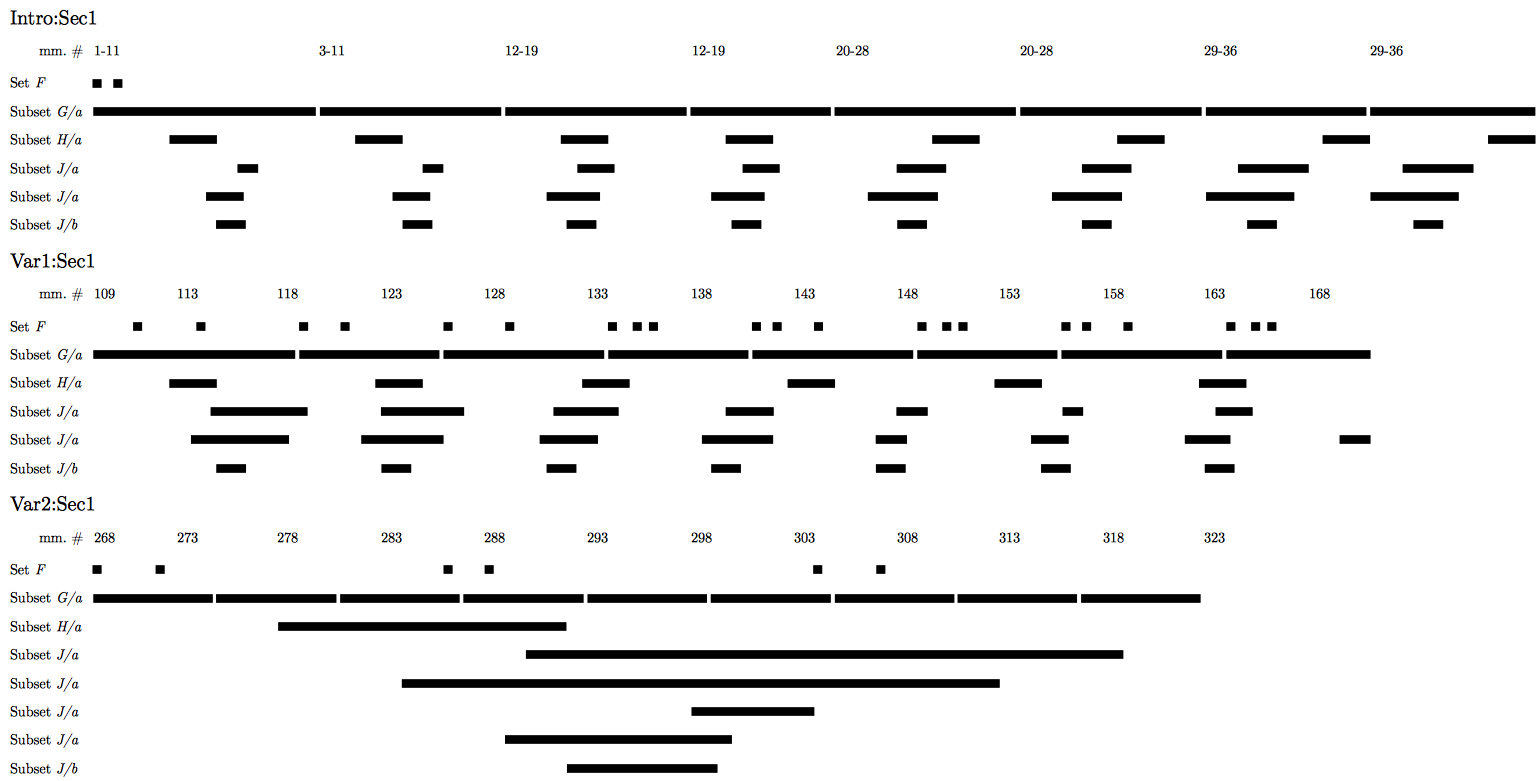 Intro:Sec1
mm. # 1-11 3-11 12-19 12-19 20-28 20-28 29-36 29-36
Set F
Subset G/a
Subset H/a
Subset J/a
Subset J/a
Subset J/b
Var1:Sec1
mm. # 109 113 118 123 128 133 138 143 148 153 158 163 168
Set F
Subset G/a
Subset H/a
Subset J/a
Subset J/a
Subset J/b
Var2:Sec1
mm. # 268 273 278 283 288 293 298 303 308 313 318 323
Set F
Subset G/a
Subset H/a
Subset J/a
Subset J/a
Subset J/a
Subset J/a
Subset J/b